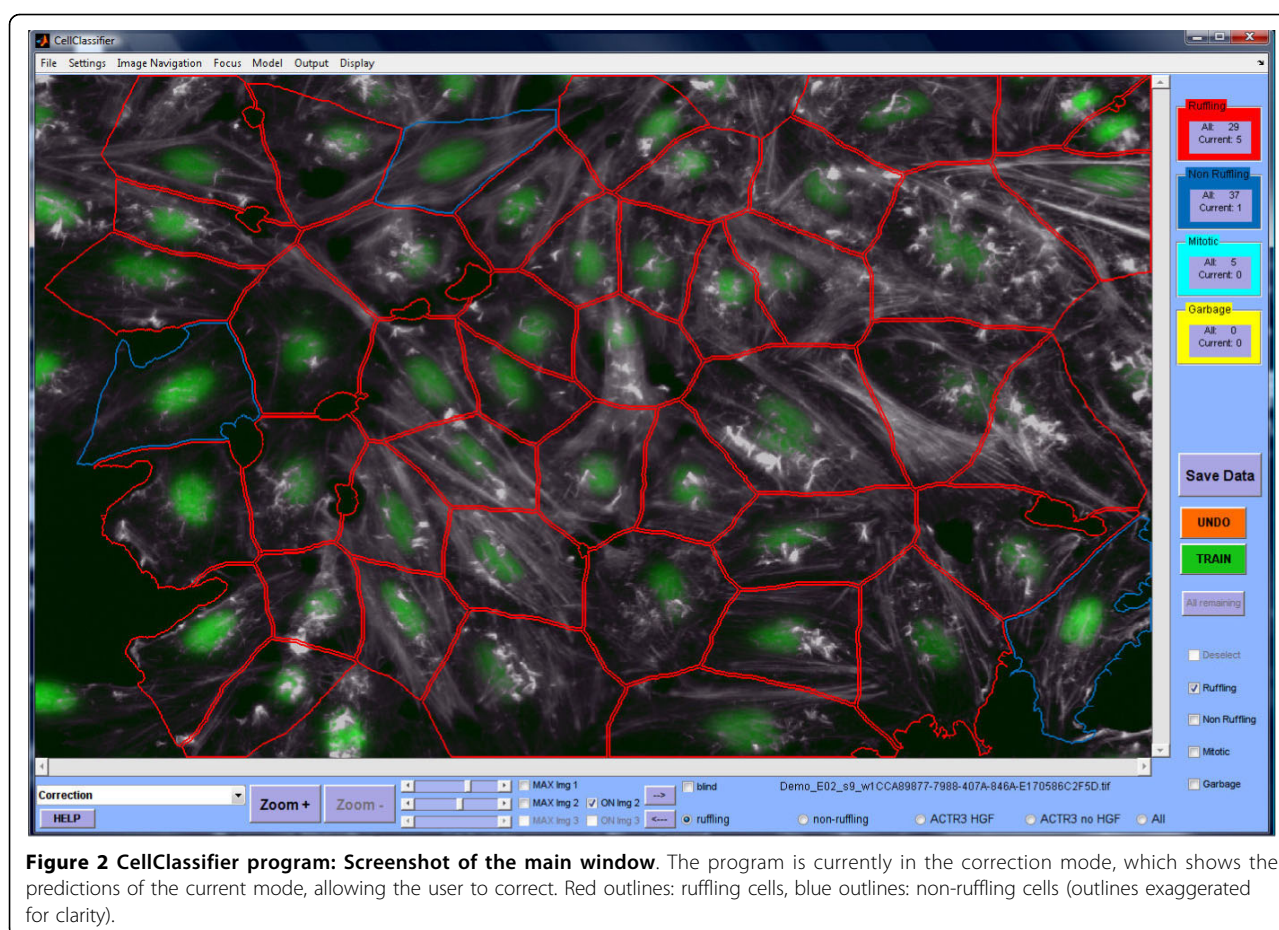 CellClassifier
File Settings Image Navigation Focus Model Output Display
Ruffling
All: 29
Current: 5
Non Ruffling
All: 37
Current: 1
Mitotic
All: 5
Current: 0
Garbage
All: 0
Current: 0
Save Data
UNDO
TRAIN
All remaining
Deselect
Ruffling
Non Ruffling
Mitotic
Garbage
Correction
HELP
Zoom +
Zoom -
MAX Img 1
MAX Img 2 ON Img 2
MAX Img 3 ON Img 3
-->
<---
blind
Demo_E02_s9_w1CCA89877-7988-407A-846A-E170586C2F5D.tif
ruffling non-ruffling ACTR3 HGF ACTR3 no HGF All
Figure 2 CellClassifier program: Screenshot of the main window. The program is currently in the correction mode, which shows the
predictions of the current mode, allowing the user to correct. Red outlines: ruffling cells, blue outlines: non-ruffling cells (outlines exaggerated
for clarity).